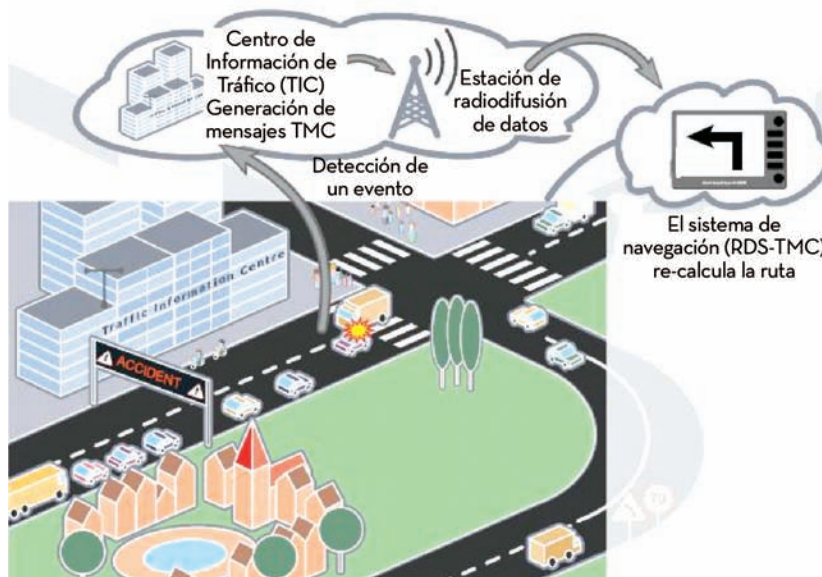 Centro de
Información de
Tráfico (TIC)
Generación de
mensajes TMC
Estación de
radiodifusión
de datos
Detección de
un evento
El sistema de
navegación (RDS-TMC)
re-calcula la ruta
Traffic Information Centre
ACCIDENT
70